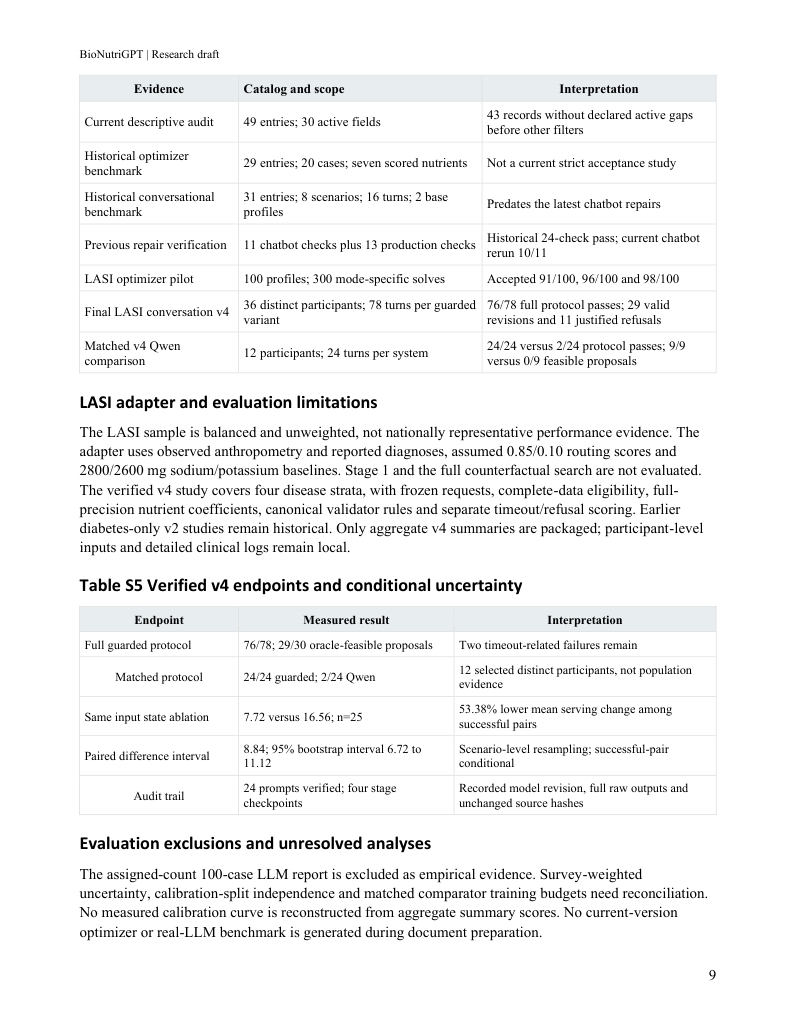 BioNutriGPT | Research draft
Evidence
Catalog and scope
Interpretation
Current descriptive audit
49 entries; 30 active fields
43 records without declared active gaps
before other filters
Historical optimizer
benchmark
29 entries; 20 cases; seven scored nutrients
Not a current strict acceptance study
Historical conversational
benchmark
31 entries; 8 scenarios; 16 turns; 2 base
profiles
Predates the latest chatbot repairs
Previous repair verification
11 chatbot checks plus 13 production checks
Historical 24-check pass; current chatbot
rerun 10/11
LASI optimizer pilot
100 profiles; 300 mode-specific solves
Accepted 91/100, 96/100 and 98/100
Final LASI conversation v4
36 distinct participants; 78 turns per guarded
variant
76/78 full protocol passes; 29 valid
revisions and 11 justified refusals
Matched v4 Qwen
comparison
12 participants; 24 turns per system
24/24 versus 2/24 protocol passes; 9/9
versus 0/9 feasible proposals
LASI adapter and evaluation limitations
The LASI sample is balanced and unweighted, not nationally representative performance evidence. The
adapter uses observed anthropometry and reported diagnoses, assumed 0.85/0.10 routing scores and
2800/2600 mg sodium/potassium baselines. Stage 1 and the full counterfactual search are not evaluated.
The verified v4 study covers four disease strata, with frozen requests, complete-data eligibility, full-
precision nutrient coefficients, canonical validator rules and separate timeout/refusal scoring. Earlier
diabetes-only v2 studies remain historical. Only aggregate v4 summaries are packaged; participant-level
inputs and detailed clinical logs remain local.
Table S5 Verified v4 endpoints and conditional uncertainty
Endpoint
Measured result
Interpretation
Full guarded protocol
76/78; 29/30 oracle-feasible proposals
Two timeout-related failures remain
Matched protocol
24/24 guarded; 2/24 Qwen
12 selected distinct participants, not population
evidence
Same input state ablation
7.72 versus 16.56; n=25
53.38% lower mean serving change among
successful pairs
Paired difference interval
8.84; 95% bootstrap interval 6.72 to
11.12
Scenario-level resampling; successful-pair
conditional
Audit trail
24 prompts verified; four stage
checkpoints
Recorded model revision, full raw outputs and
unchanged source hashes
Evaluation exclusions and unresolved analyses
The assigned-count 100-case LLM report is excluded as empirical evidence. Survey-weighted
uncertainty, calibration-split independence and matched comparator training budgets need reconciliation.
No measured calibration curve is reconstructed from aggregate summary scores. No current-version
optimizer or real-LLM benchmark is generated during document preparation.
9